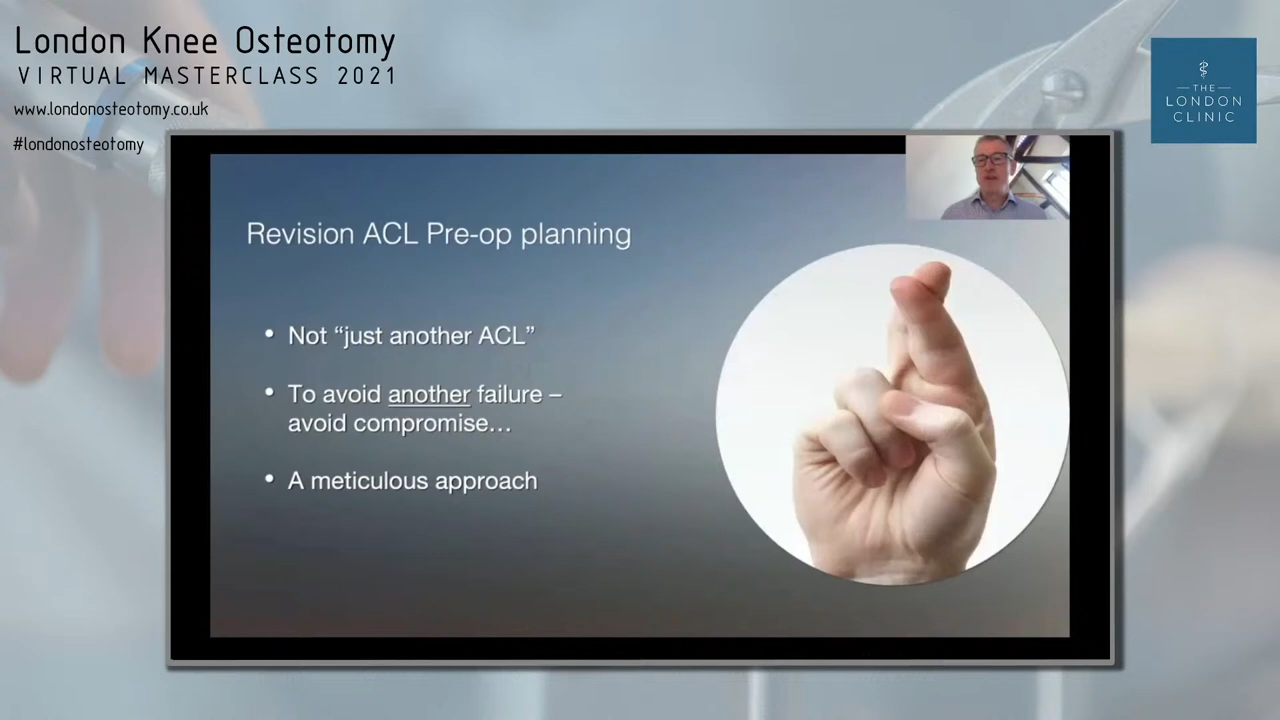 London Knee Osteotomy
VIRTUAL MASTERCLASS 2021
www.londonosteotomy.co.uk
#londonosteotomy
THE
LONDON
CLINIC
Revision ACL Pre-op planning
• Not “just another ACL”
• To avoid another failure –
avoid compromise…
• A meticulous approach